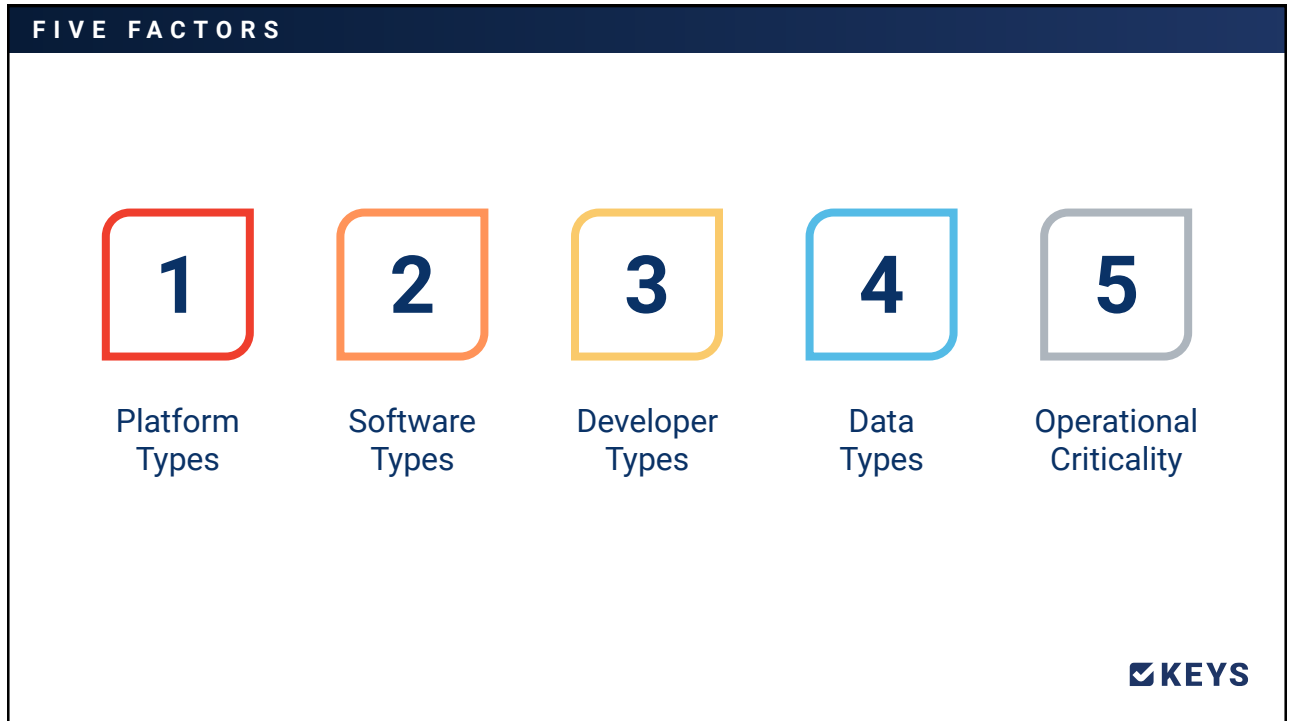 FIVE FACTORS
1
2
3
4
5
Platform
Types
Software
Types
Developer
Types
Data
Types
Operational
Criticality
KEYS